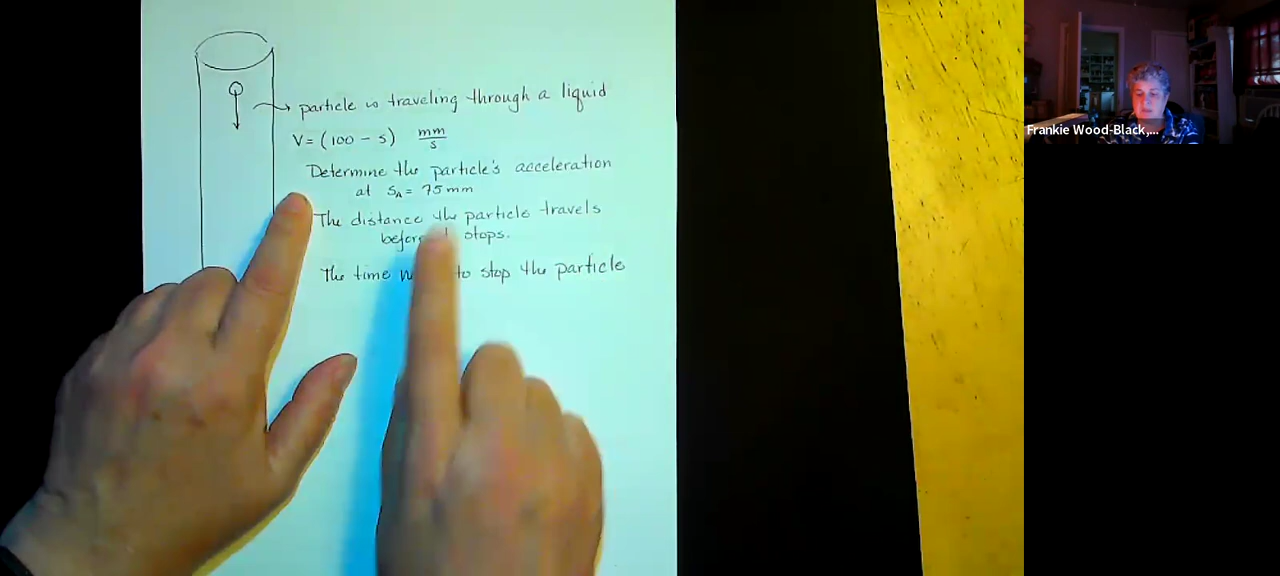 particle is traveling through a liquid
V = (100 - s) mm/s
Determine the particle's acceleration
at SA = 75 mm
The distance the particle travels
stops.
The time to stop the particle
Frankie Wood-Black,...